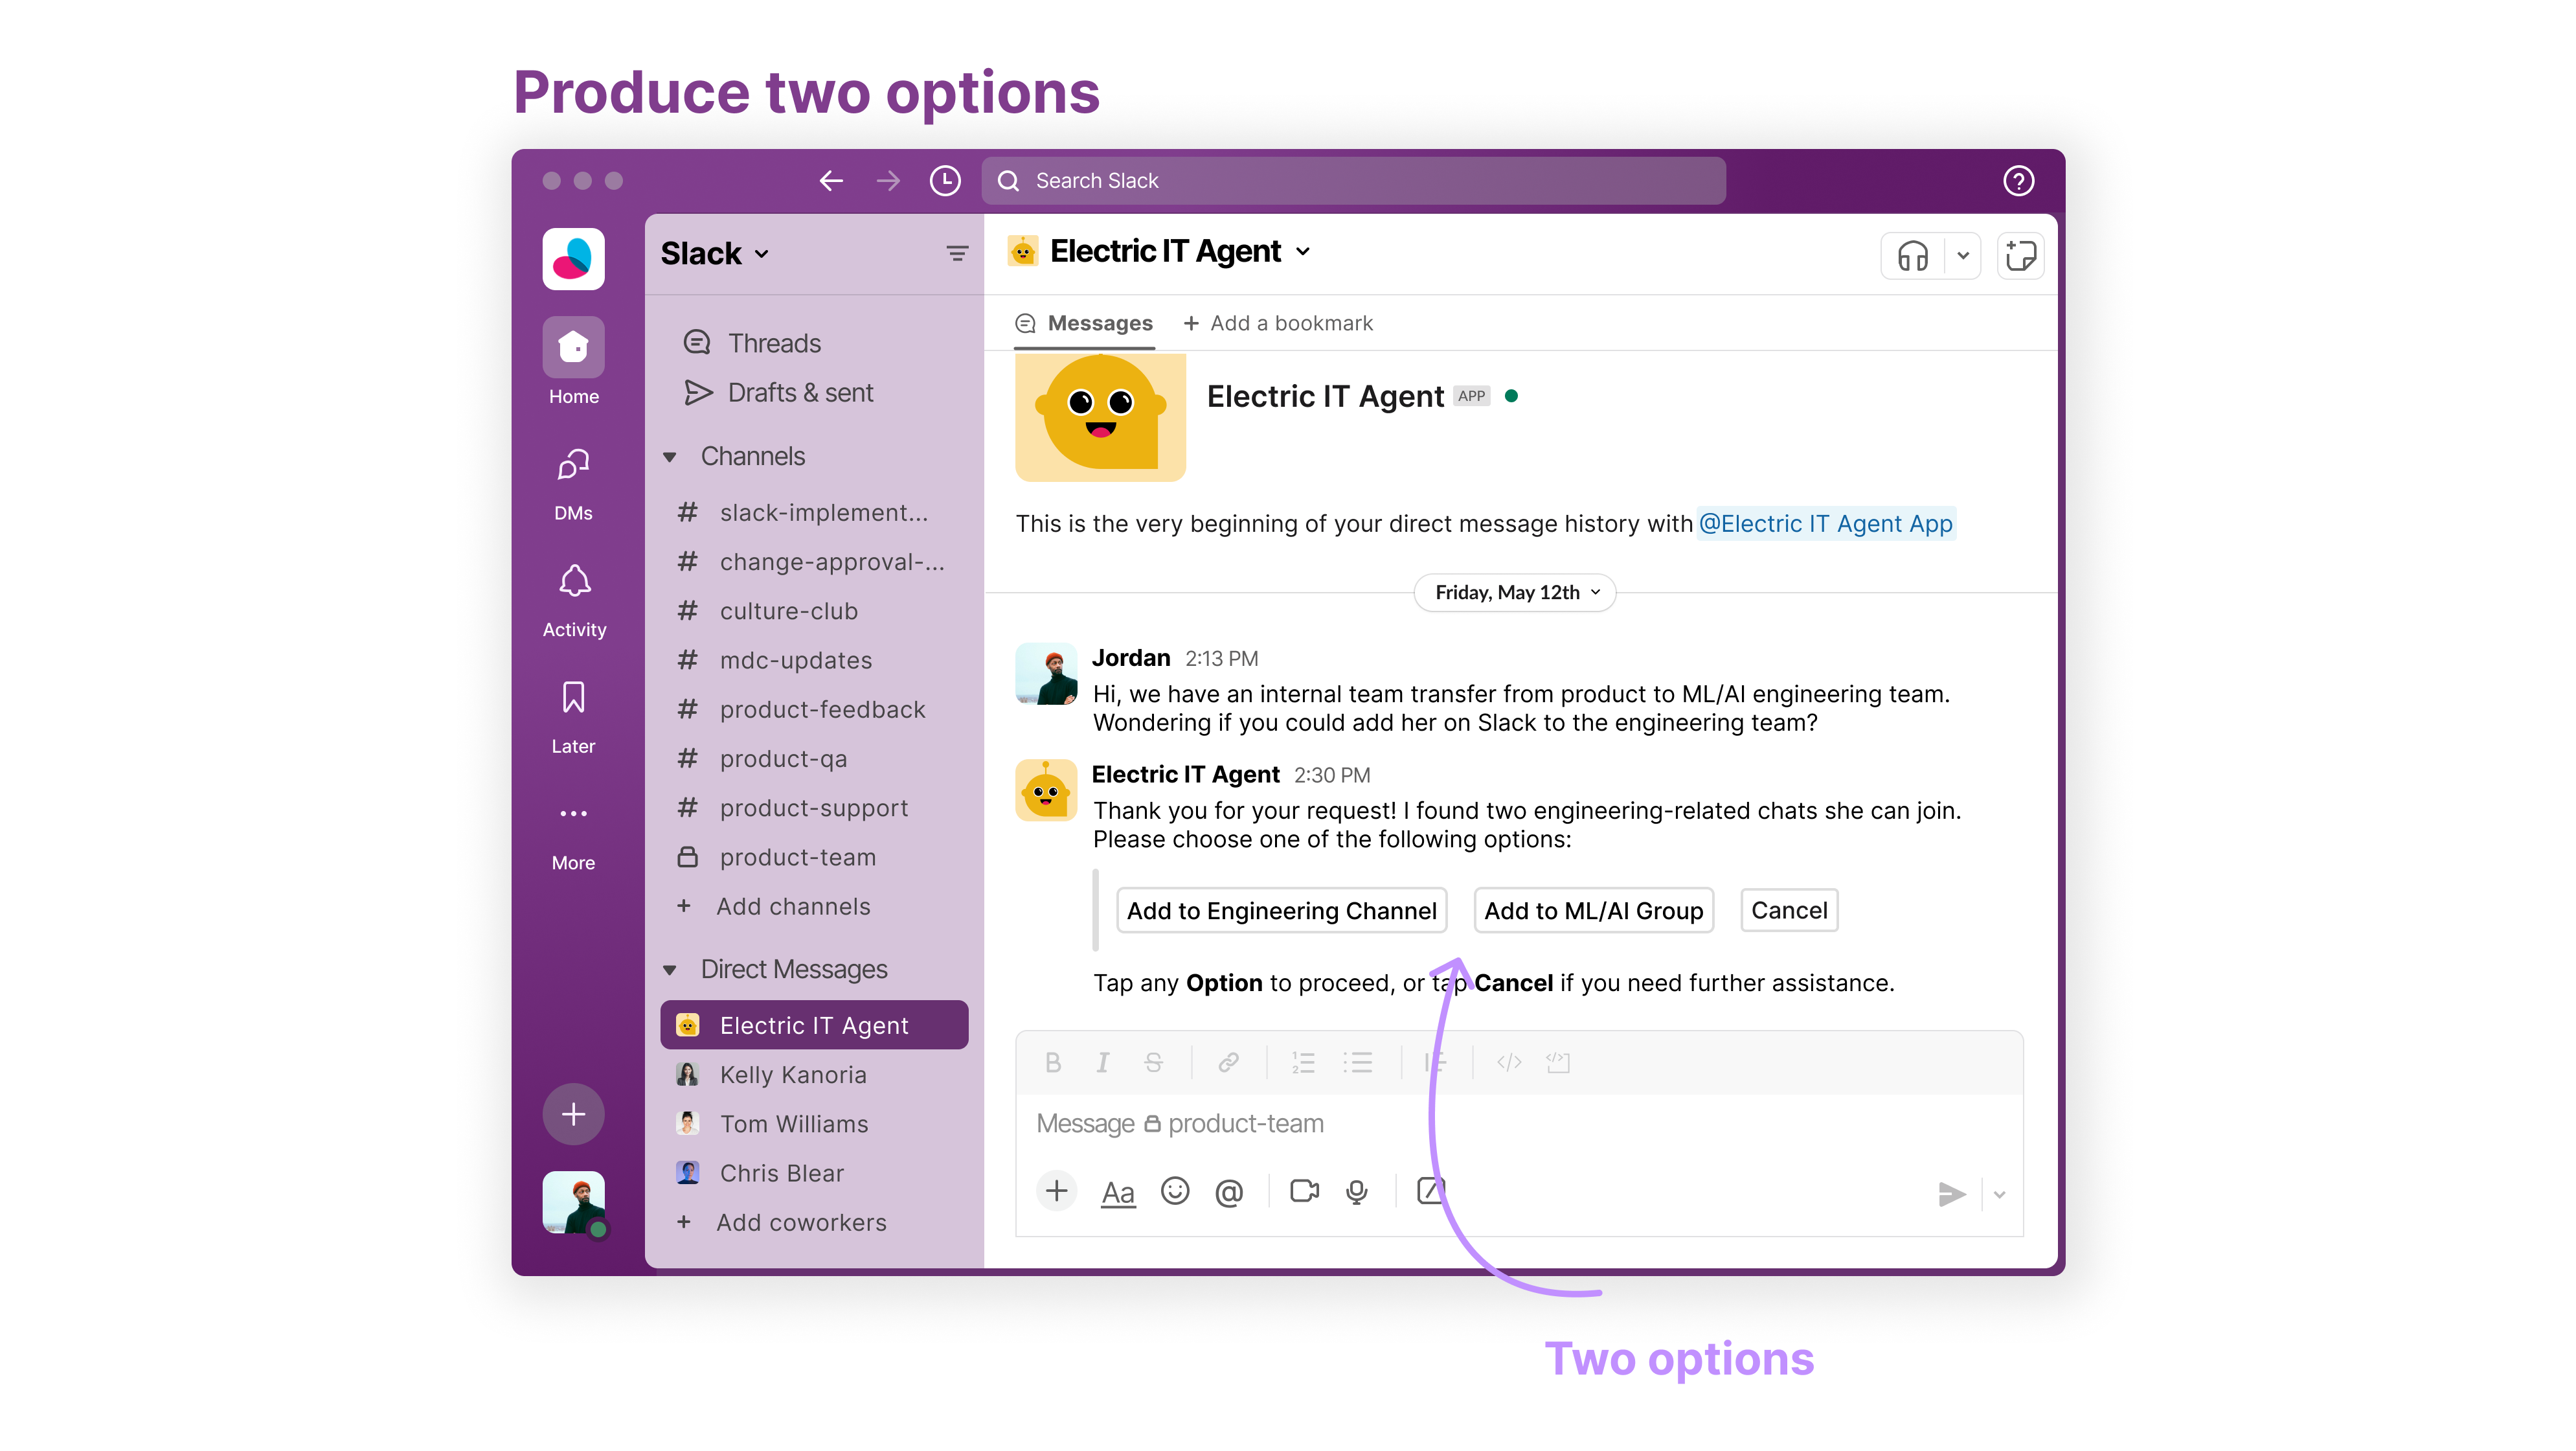 Produce two options
Search Slack
Slack
Electric IT Agent
Messages
+ Add a bookmark
Home
Threads
Drafts & sent
Electric IT Agent APP
Channels
DMs
# slack-implement...
This is the very beginning of your direct message history with @Electric IT Agent App
# change-approval-...
Friday, May 12th
# culture-club
Activity
# mdc-updates
Jordan 2:13 PM
Hi, we have an internal team transfer from product to ML/AI engineering team.
Wondering if you could add her on Slack to the engineering team?
# product-feedback
Later
# product-qa
Electric IT Agent 2:30 PM
Thank you for your request! I found two engineering-related chats she can join.
Please choose one of the following options:
# product-support
More
product-team
+ Add channels
Add to Engineering Channel
Add to ML/AI Group
Cancel
Direct Messages
Tap any Option to proceed, or tap Cancel if you need further assistance.
Electric IT Agent
Kelly Kanoria
Tom Williams
Message product-team
Chris Blear
Aa
+ Add coworkers
Two options